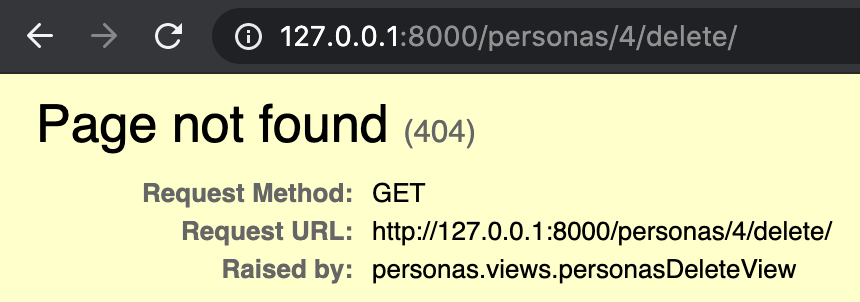 127.0.0.1:8000/personas/4/delete/
Page not found (404)
Request Method: GET
Request URL: http://127.0.0.1:8000/personas/4/delete/
Raised by: personas.views.personasDeleteView